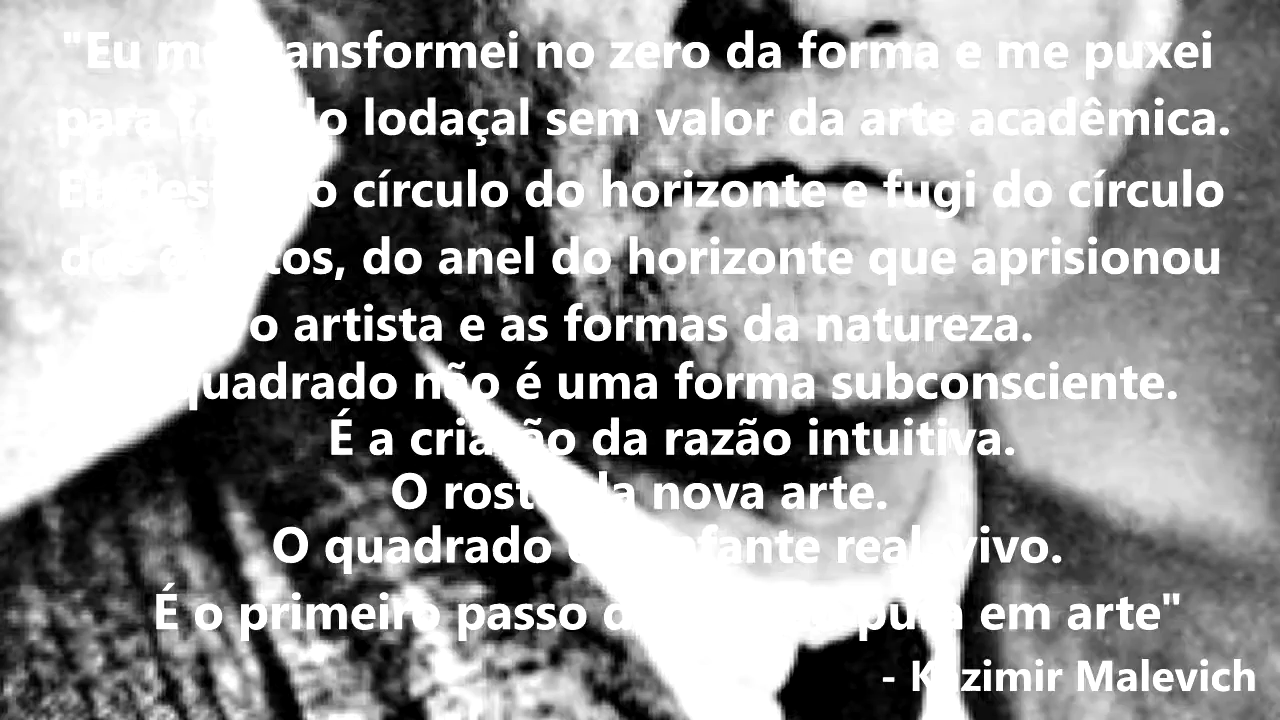 "Eu me transformei no zero da forma e me puxei
para fora do lodaçal sem valor da arte acadêmica.
Eu destruí o círculo do horizonte e fugi do círculo
dos objetos, do anel do horizonte que aprisionou
o artista e as formas da natureza.
quadrado não é uma forma subconsciente.
É a criação da razão intuitiva.
O rosto da nova arte.
O quadrado é infante real, vivo.
É o primeiro passo da pura em arte"
- Kazimir Malevich